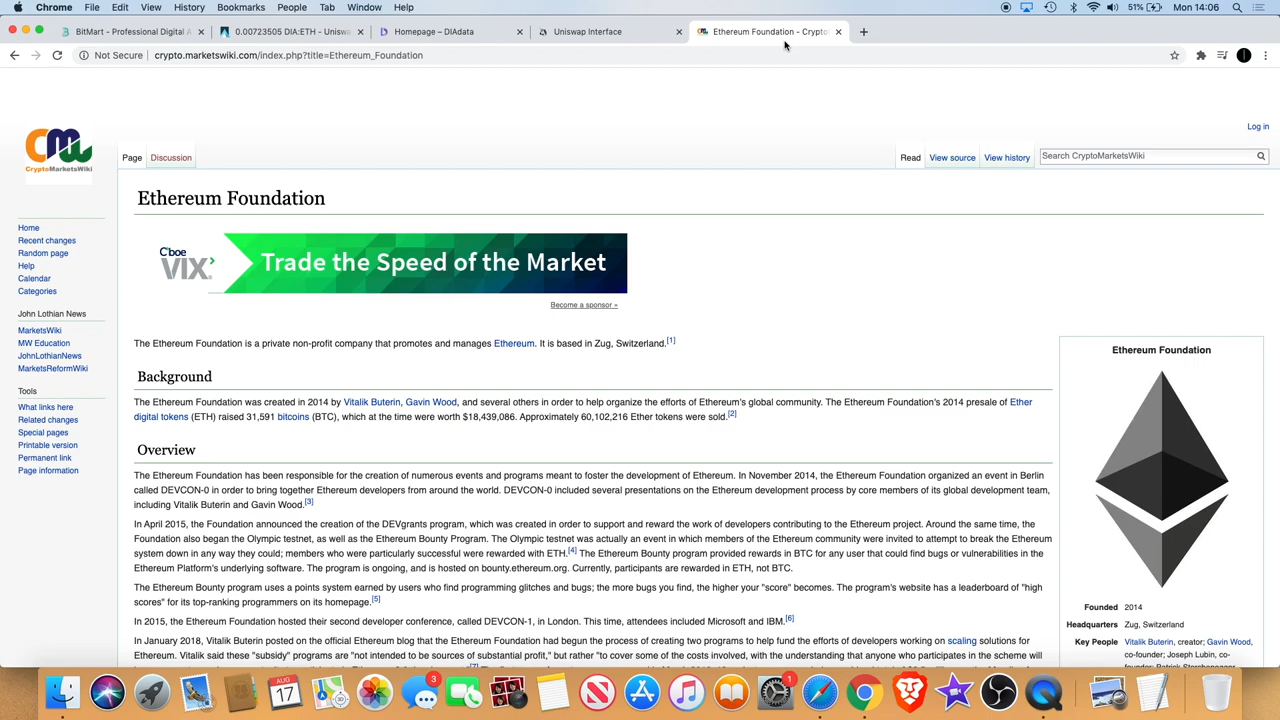 Chrome File Edit View History Bookmarks People Tab Window Help 51% Mon 14:06
BitMart - Professional Digital A 0.00723505 DIA:ETH - Uniswa Homepage – DIAdata Uniswap Interface Ethereum Foundation - Crypto
Not Secure crypto.marketswiki.com/index.php?title=Ethereum_Foundation
Log in
CryptoMarketsWiki
Page Discussion Read View source View history Search CryptoMarketsWiki
Ethereum Foundation
Home
Recent changes
Random page
Help
Calendar
Categories
John Lothian News
MarketsWiki
MW Education
JohnLothianNews
MarketsReformWiki
Tools
What links here
Related changes
Special pages
Printable version
Permanent link
Page information
Cboe
VIX
Trade the Speed of the Market
Become a sponsor »
The Ethereum Foundation is a private non-profit company that promotes and manages Ethereum. It is based in Zug, Switzerland.[1]
Background
The Ethereum Foundation was created in 2014 by Vitalik Buterin, Gavin Wood, and several others in order to help organize the efforts of Ethereum's global community. The Ethereum Foundation's 2014 presale of Ether
digital tokens (ETH) raised 31,591 bitcoins (BTC), which at the time were worth $18,439,086. Approximately 60,102,216 Ether tokens were sold.[2]
Overview
The Ethereum Foundation has been responsible for the creation of numerous events and programs meant to foster the development of Ethereum. In November 2014, the Ethereum Foundation organized an event in Berlin
called DEVCON-0 in order to bring together Ethereum developers from around the world. DEVCON-0 included several presentations on the Ethereum development process by core members of its global development team,
including Vitalik Buterin and Gavin Wood.[3]
In April 2015, the Foundation announced the creation of the DEVgrants program, which was created in order to support and reward the work of developers contributing to the Ethereum project. Around the same time, the
Foundation also began the Olympic testnet, as well as the Ethereum Bounty Program. The Olympic testnet was actually an event in which members of the Ethereum community were invited to attempt to break the Ethereum
system down in any way they could; members who were particularly successful were rewarded with ETH.[4] The Ethereum Bounty program provided rewards in BTC for any user that could find bugs or vulnerabilities in the
Ethereum Platform's underlying software. The program is ongoing, and is hosted on bounty.ethereum.org. Currently, participants are rewarded in ETH, not BTC.
The Ethereum Bounty program uses a points system earned by users who find programming glitches and bugs; the more bugs you find, the higher your "score" becomes. The program's website has a leaderboard of "high
scores" for its top-ranking programmers on its homepage.[5]
In 2015, the Ethereum Foundation hosted their second developer conference, called DEVCON-1, in London. This time, attendees included Microsoft and IBM.[6]
In January 2018, Vitalik Buterin posted on the official Ethereum blog that the Ethereum Foundation had begun the process of creating two programs to help fund the efforts of developers working on scaling solutions for
Ethereum. Vitalik said these "subsidy" programs are "not intended to be sources of substantial profit," but rather "to cover some of the costs involved, with the understanding that anyone who participates in the scheme will
Ethereum Foundation
Founded 2014
Headquarters Zug, Switzerland
Key People Vitalik Buterin, creator; Gavin Wood,
co-founder; Joseph Lubin, co-
AUG
17
3
1